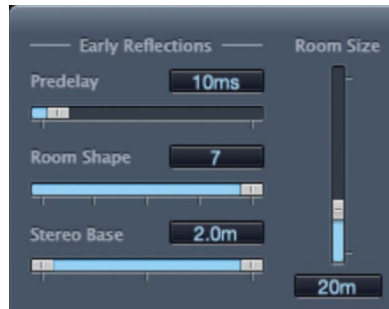 Early Reflections
Room Size
Predelay
10ms
Room Shape
7
Stereo Base
2.0m
20m